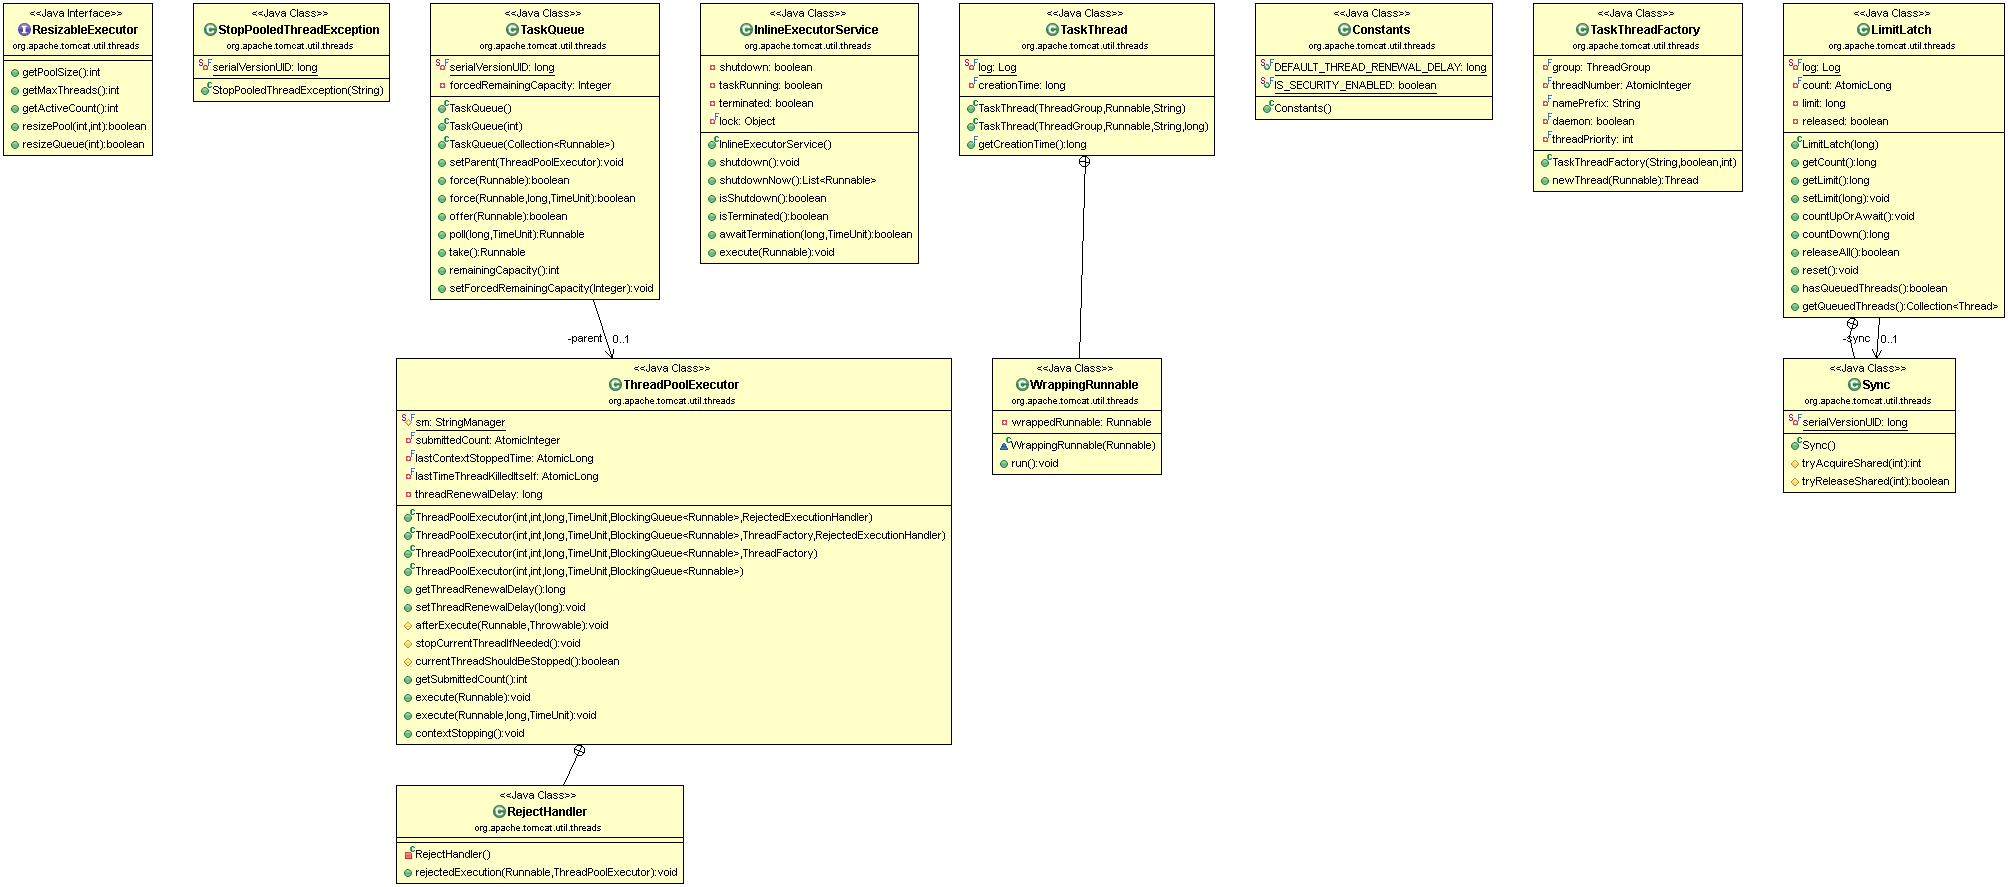 <<Java Interface>>
ResizableExecutor
org.apache.tomcat.util.threads
getPoolSize():int
getMaxThreads():int
getActiveCount():int
resizePool(int,int):boolean
resizeQueue(int):boolean
<<Java Class>>
StopPooledThreadException
org.apache.tomcat.util.threads
serialVersionUID: long
StopPooledThreadException(String)
<<Java Class>>
TaskQueue
org.apache.tomcat.util.threads
serialVersionUID: long
forcedRemainingCapacity: Integer
TaskQueue()
TaskQueue(int)
TaskQueue(Collection<Runnable>)
setParent(ThreadPoolExecutor):void
force(Runnable):boolean
force(Runnable,long,TimeUnit):boolean
offer(Runnable):boolean
poll(long,TimeUnit):Runnable
take():Runnable
remainingCapacity():int
setForcedRemainingCapacity(Integer):void
<<Java Class>>
InlineExecutorService
org.apache.tomcat.util.threads
shutdown: boolean
taskRunning: boolean
terminated: boolean
lock: Object
InlineExecutorService()
shutdown():void
shutdownNow():List<Runnable>
isShutdown():boolean
isTerminated():boolean
awaitTermination(long,TimeUnit):boolean
execute(Runnable):void
<<Java Class>>
TaskThread
org.apache.tomcat.util.threads
log: Log
creationTime: long
TaskThread(ThreadGroup,Runnable,String)
TaskThread(ThreadGroup,Runnable,String,long)
getCreationTime():long
<<Java Class>>
Constants
org.apache.tomcat.util.threads
DEFAULT_THREAD_RENEWAL_DELAY: long
IS_SECURITY_ENABLED: boolean
Constants()
<<Java Class>>
TaskThreadFactory
org.apache.tomcat.util.threads
group: ThreadGroup
threadNumber: AtomicInteger
namePrefix: String
daemon: boolean
threadPriority: int
TaskThreadFactory(String,boolean,int)
newThread(Runnable):Thread
<<Java Class>>
LimitLatch
org.apache.tomcat.util.threads
log: Log
count: AtomicLong
limit: long
released: boolean
LimitLatch(long)
getCount():long
getLimit():long
setLimit(long):void
countUpOrAwait():void
countDown():long
releaseAll():boolean
reset():void
hasQueuedThreads():boolean
getQueuedThreads():Collection<Thread>
-parent 0..1
-sync 0..1
<<Java Class>>
ThreadPoolExecutor
org.apache.tomcat.util.threads
sm: StringManager
submittedCount: AtomicInteger
lastContextStoppedTime: AtomicLong
lastTimeThreadKilledItself: AtomicLong
threadRenewalDelay: long
ThreadPoolExecutor(int,int,long,TimeUnit,BlockingQueue<Runnable>,RejectedExecutionHandler)
ThreadPoolExecutor(int,int,long,TimeUnit,BlockingQueue<Runnable>,ThreadFactory,RejectedExecutionHandler)
ThreadPoolExecutor(int,int,long,TimeUnit,BlockingQueue<Runnable>,ThreadFactory)
ThreadPoolExecutor(int,int,long,TimeUnit,BlockingQueue<Runnable>)
getThreadRenewalDelay():long
setThreadRenewalDelay(long):void
afterExecute(Runnable,Throwable):void
stopCurrentThreadIfNeeded():void
currentThreadShouldBeStopped():boolean
getSubmittedCount():int
execute(Runnable):void
execute(Runnable,long,TimeUnit):void
contextStopping():void
<<Java Class>>
WrappingRunnable
org.apache.tomcat.util.threads
wrappedRunnable: Runnable
WrappingRunnable(Runnable)
run():void
<<Java Class>>
Sync
org.apache.tomcat.util.threads
serialVersionUID: long
Sync()
tryAcquireShared(int):int
tryReleaseShared(int):boolean
<<Java Class>>
RejectHandler
org.apache.tomcat.util.threads
RejectHandler()
rejectedExecution(Runnable,ThreadPoolExecutor):void